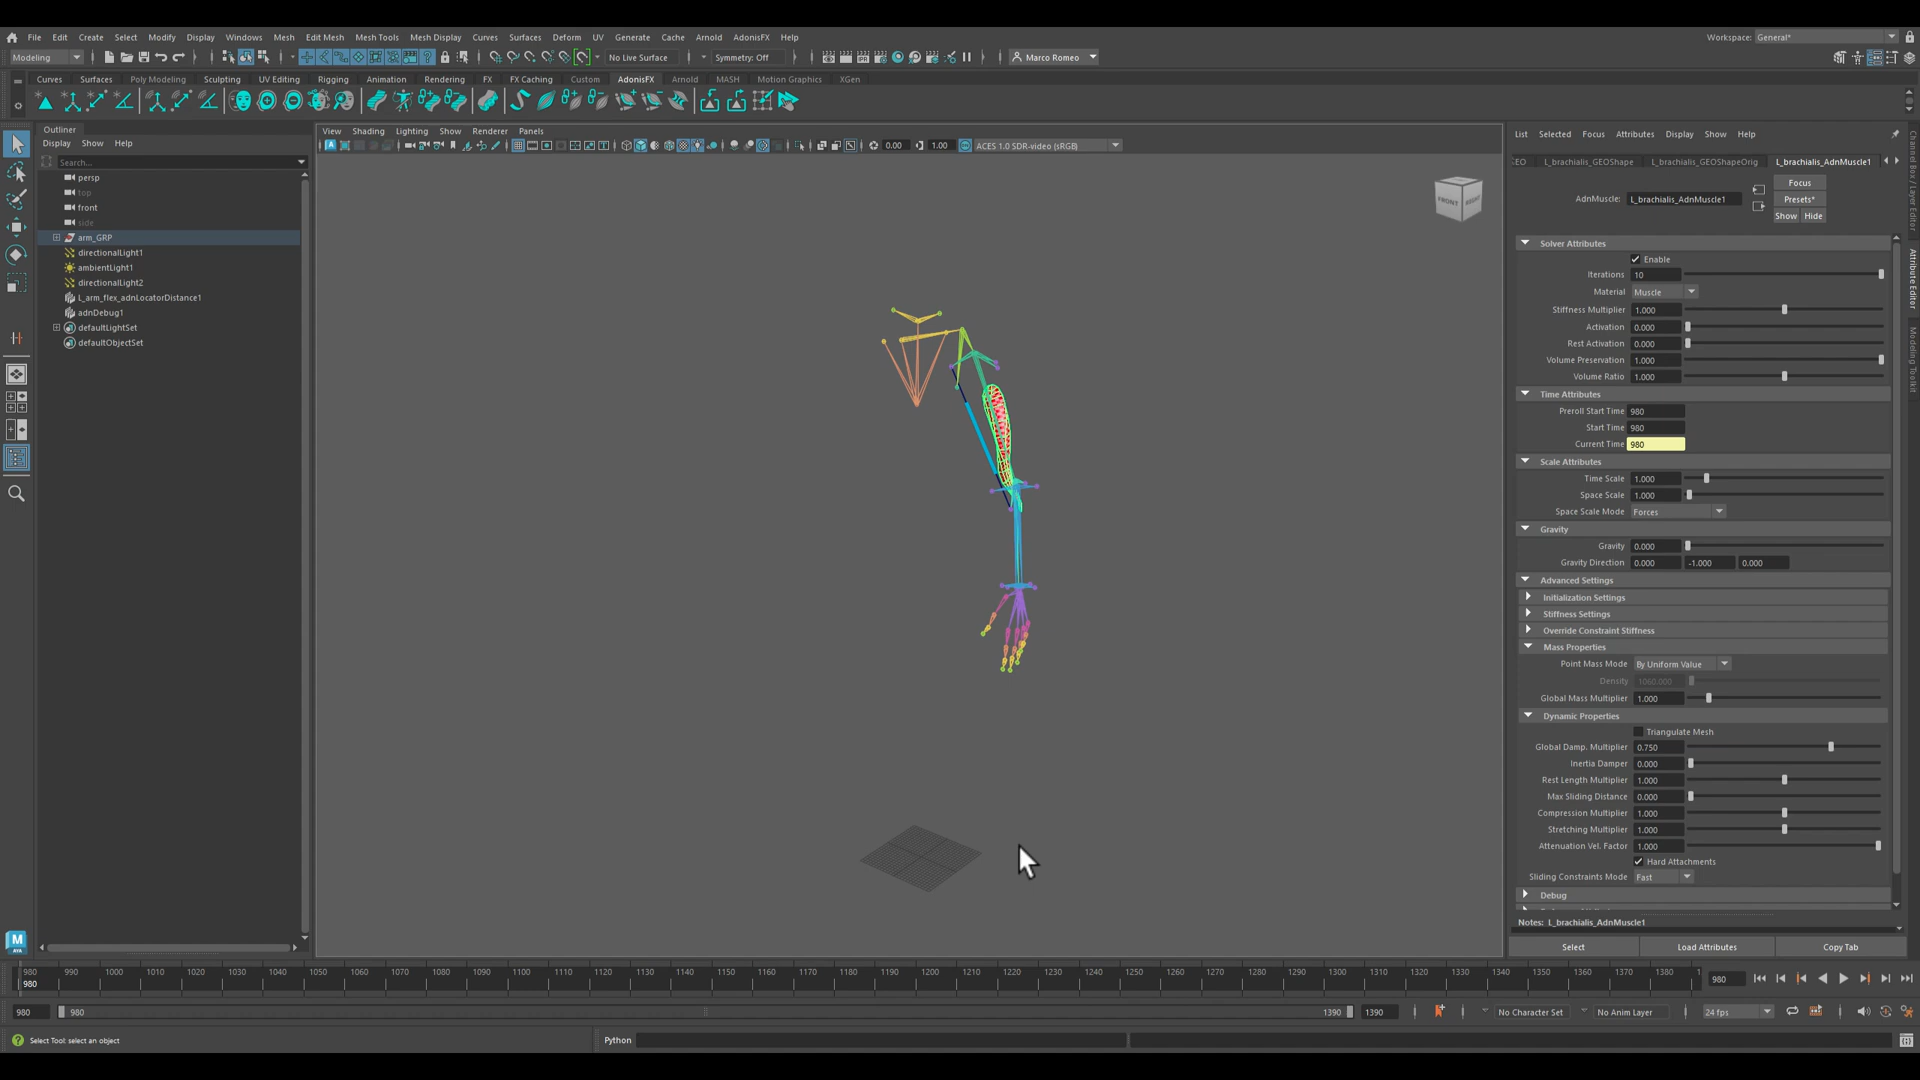 File Edit Create Select Modify Display Windows Mesh Edit Mesh Mesh Tools Mesh Display Curves Surfaces Deform UV Generate Cache Arnold AdonisFX Help
Workspace: General*
Modeling
No Live Surface
Symmetry: Off
Marco Romeo
Curves Surfaces Poly Modeling Sculpting UV Editing Rigging Animation Rendering FX FX Caching Custom AdonisFX Arnold MASH Motion Graphics XGen
Outliner
Display Show Help
Search...
persp
top
front
side
arm_GRP
directionalLight1
ambientLight1
directionalLight2
L_arm_flex_adnLocatorDistance1
adnDebug1
defaultLightSet
defaultObjectSet
View Shading Lighting Show Renderer Panels
0.00 1.00 ACES 1.0 SDR-video (sRGB)
FRONT RIGHT
List Selected Focus Attributes Display Show Help
L_brachialis_GEOShape L_brachialis_GEOShapeOrig L_brachialis_AdnMuscle1
AdnMuscle: L_brachialis_AdnMuscle1
Focus
Presets*
Show Hide
Solver Attributes
Enable
Iterations 10
Material Muscle
Stiffness Multiplier 1.000
Activation 0.000
Rest Activation 0.000
Volume Preservation 1.000
Volume Ratio 1.000
Time Attributes
Preroll Start Time 980
Start Time 980
Current Time 980
Scale Attributes
Time Scale 1.000
Space Scale 1.000
Space Scale Mode Forces
Gravity
Gravity 0.000
Gravity Direction 0.000 -1.000 0.000
Advanced Settings
Initialization Settings
Stiffness Settings
Override Constraint Stiffness
Mass Properties
Point Mass Mode By Uniform Value
Density 1060.000
Global Mass Multiplier 1.000
Dynamic Properties
Triangulate Mesh
Global Damp. Multiplier 0.750
Inertia Damper 0.000
Rest Length Multiplier 1.000
Max Sliding Distance 0.000
Compression Multiplier 1.000
Stretching Multiplier 1.000
Attenuation Vel. Factor 1.000
Hard Attachments
Sliding Constraints Mode Fast
Debug
Notes: L_brachialis_AdnMuscle1
Select Load Attributes Copy Tab
Channel Box / Layer Editor
Attribute Editor
Modeling Toolkit
980 990 1000 1010 1020 1030 1040 1050 1060 1070 1080 1090 1100 1110 1120 1130 1140 1150 1160 1170 1180 1190 1200 1210 1220 1230 1240 1250 1260 1270 1280 1290 1300 1310 1320 1330 1340 1350 1360 1370 1380
980
980
980 980 1390 1390 No Character Set No Anim Layer 24 fps
Select Tool: select an object
Python